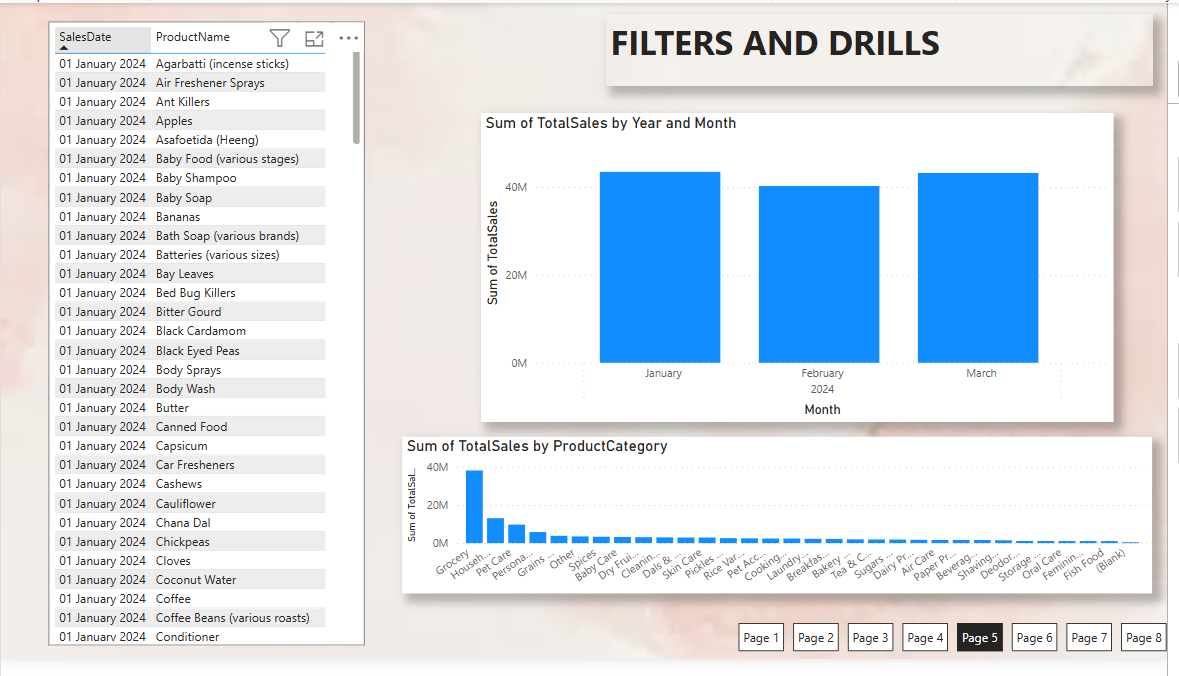 SalesDate ProductName
01 January 2024 Agarbatti (incense sticks)
01 January 2024 Air Freshener Sprays
01 January 2024 Ant Killers
01 January 2024 Apples
01 January 2024 Asafoetida (Heeng)
01 January 2024 Baby Food (various stages)
01 January 2024 Baby Shampoo
01 January 2024 Baby Soap
01 January 2024 Bananas
01 January 2024 Bath Soap (various brands)
01 January 2024 Batteries (various sizes)
01 January 2024 Bay Leaves
01 January 2024 Bed Bug Killers
01 January 2024 Bitter Gourd
01 January 2024 Black Cardamom
01 January 2024 Black Eyed Peas
01 January 2024 Body Sprays
01 January 2024 Body Wash
01 January 2024 Butter
01 January 2024 Canned Food
01 January 2024 Capsicum
01 January 2024 Car Fresheners
01 January 2024 Cashews
01 January 2024 Cauliflower
01 January 2024 Chana Dal
01 January 2024 Chickpeas
01 January 2024 Cloves
01 January 2024 Coconut Water
01 January 2024 Coffee
01 January 2024 Coffee Beans (various roasts)
01 January 2024 Conditioner
FILTERS AND DRILLS
Sum of TotalSales by Year and Month
Sum of TotalSales
40M
20M
0M
January February March
2024
Month
Sum of TotalSales by ProductCategory
Sum of TotalSal...
40M
20M
0M
Grocery
Househ...
Pet Care
Persona...
Grains ...
Other
Spices
Baby Care
Dry Frui...
Cleanin...
Dals & ...
Skin Care
Pickles ...
Rice Var...
Pet Acc...
Cooking...
Laundry...
Breakfas...
Bakery ...
Tea & C...
Sugars ...
Dairy Pr...
Air Care
Paper Pr...
Beverag...
Shaving...
Deodor...
Storage ...
Oral Care
Feminin...
Fish Food
(Blank)
Page 1 Page 2 Page 3 Page 4 Page 5 Page 6 Page 7 Page 8